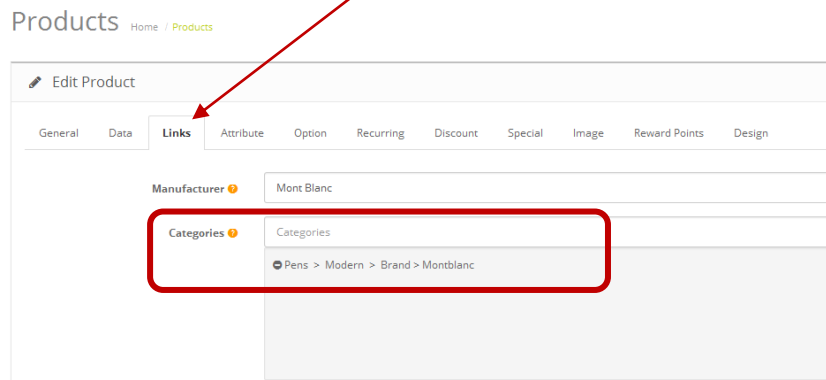 Products Home / Products
Edit Product
General Data Links Attribute Option Recurring Discount Special Image Reward Points Design
Manufacturer ? Mont Blanc
Categories ? Categories
Pens > Modern > Brand > Montblanc